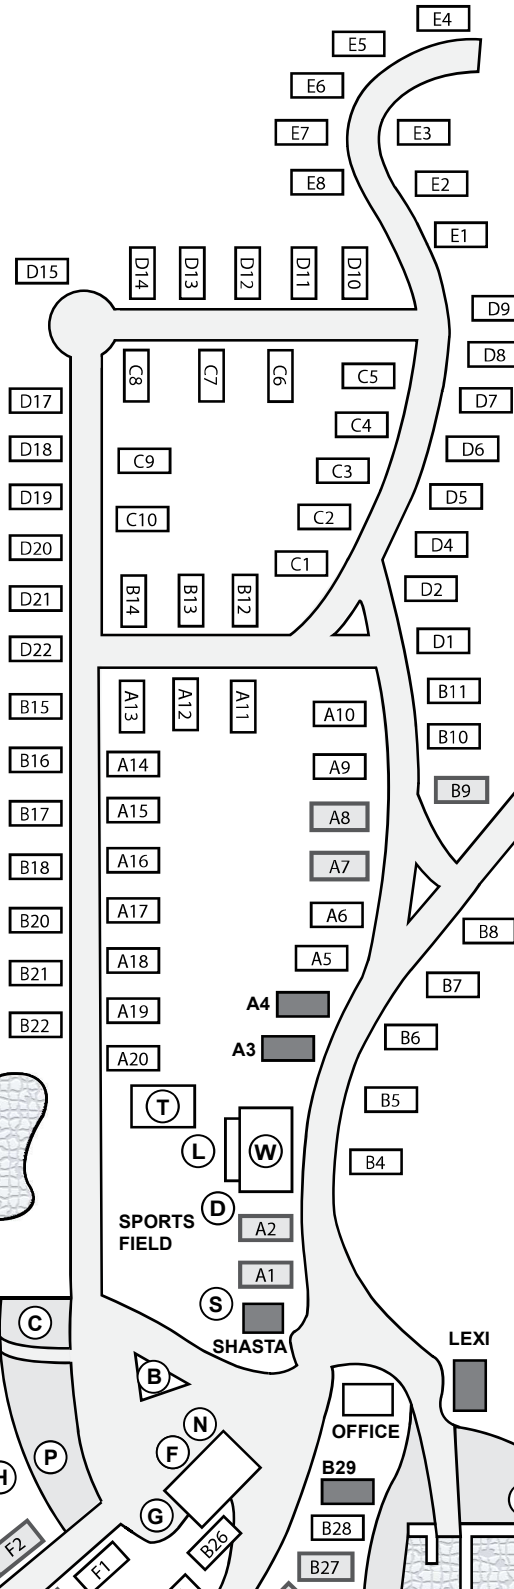 E4
E5
E6
E7
E3
E8
E2
E1
D15
D14
D13
D12
D11
D10
D9
D8
C8
C7
C6
C5
D7
D17
C4
D18
D6
C9
C3
D19
D5
C10
C2
D20
D4
C1
D21
B14
B13
B12
D2
D22
D1
B15
A13
A12
A11
A10
B11
B10
B16
A14
A9
B9
B17
A15
A8
B18
A16
A7
B20
A17
A6
B8
B21
A18
A5
B7
B22
A19
A4
B6
A20
A3
T
B5
L
W
B4
D
SPORTS
FIELD
A2
A1
S
C
SHASTA
LEXI
B
N
OFFICE
F
P
H
B29
G
B28
F2
F1
B26
B27